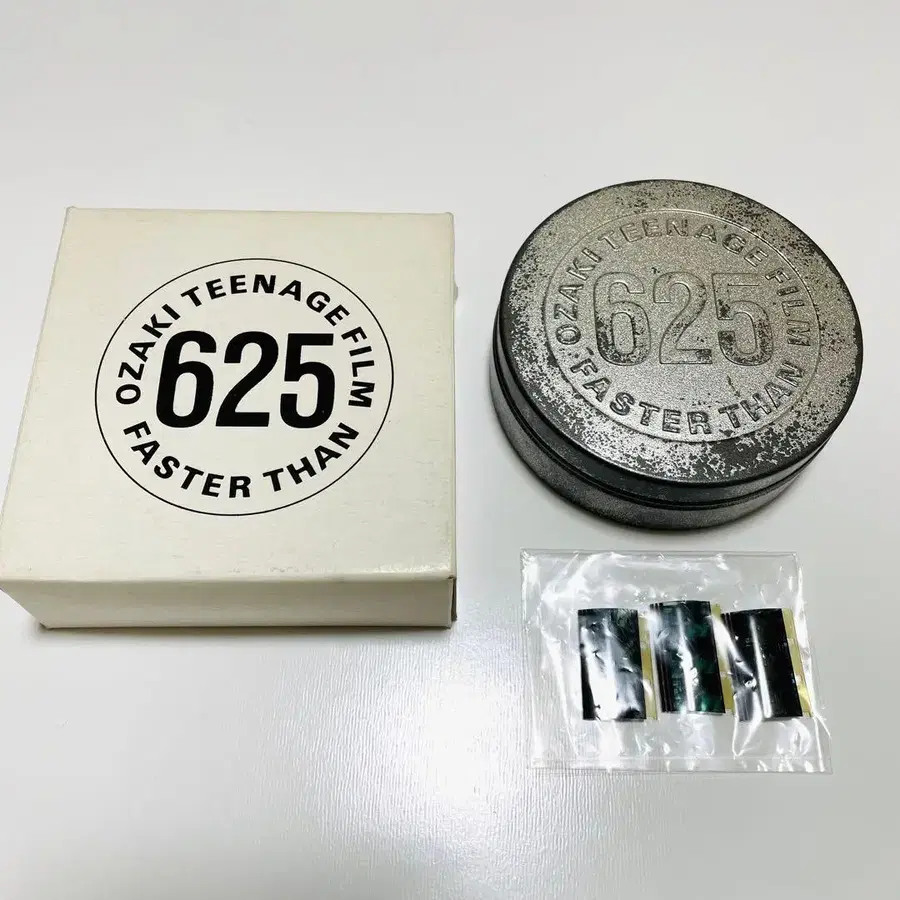 OZAKI TEENAGE FILM
625
FASTER THAN
OZAKI TEENAGE FILM
625
FASTER THAN